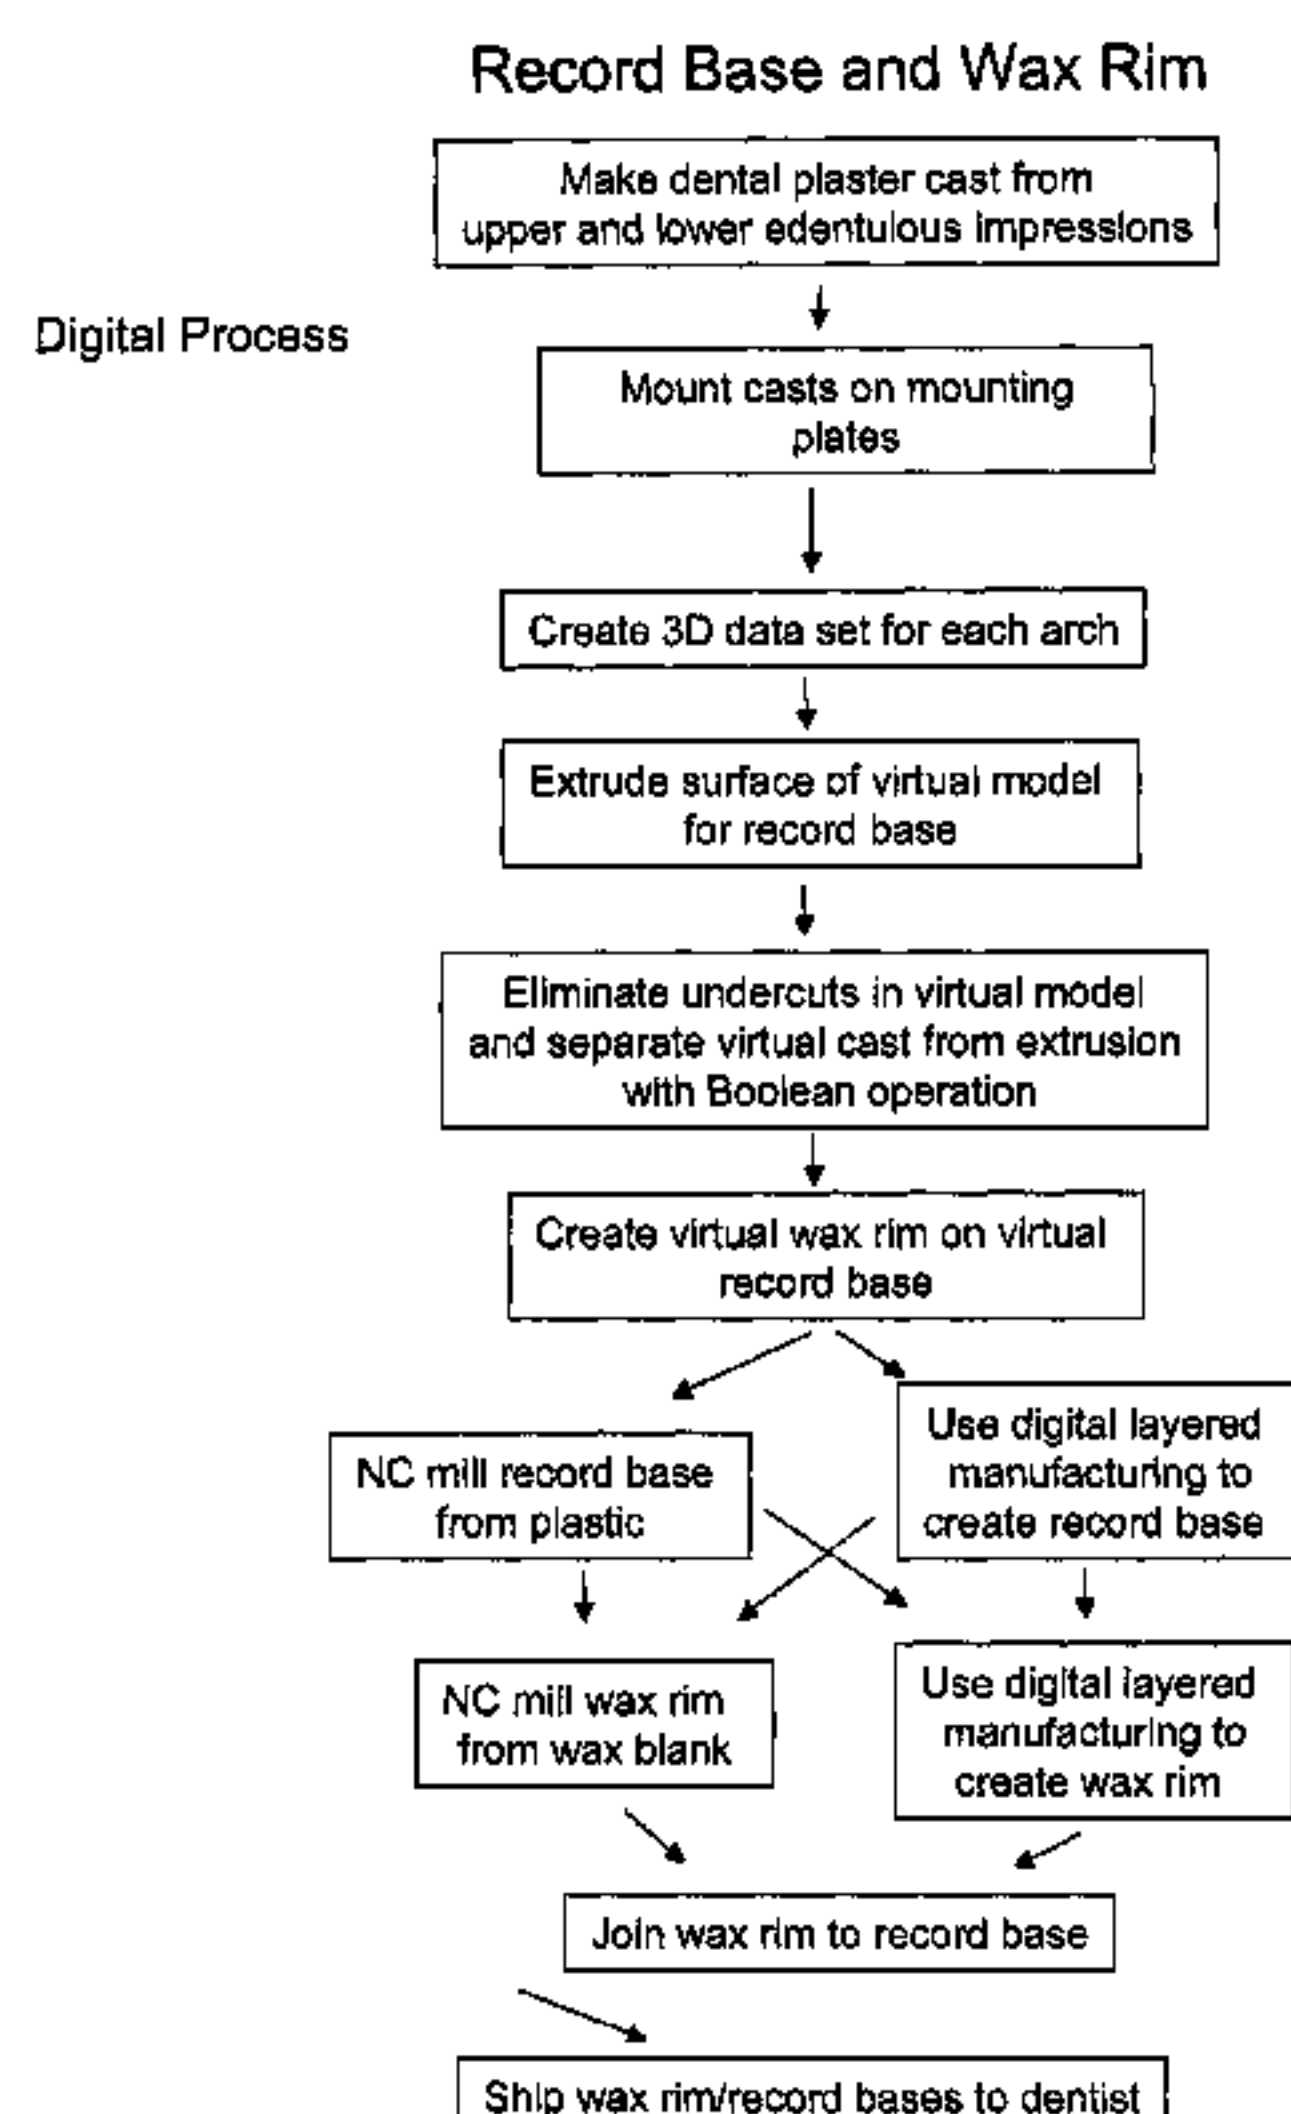 Record Base and Wax Rim
Make dental plaster cast from
upper and lower edentulous impressions
Digital Process
Mount casts on mounting
plates
Create 3D data set for each arch
Extrude surface of virtual model
for record base
Eliminate undercuts in virtual model
and separate virtual cast from extrusion
with Boolean operation
Create virtual wax rim on virtual
record base
NC mill record base
from plastic
Use digital layered
manufacturing to
create record base
NC mill wax rim
from wax blank
Use digital layered
manufacturing to
create wax rim
Join wax rim to record base
Ship wax rim/record bases to dentist